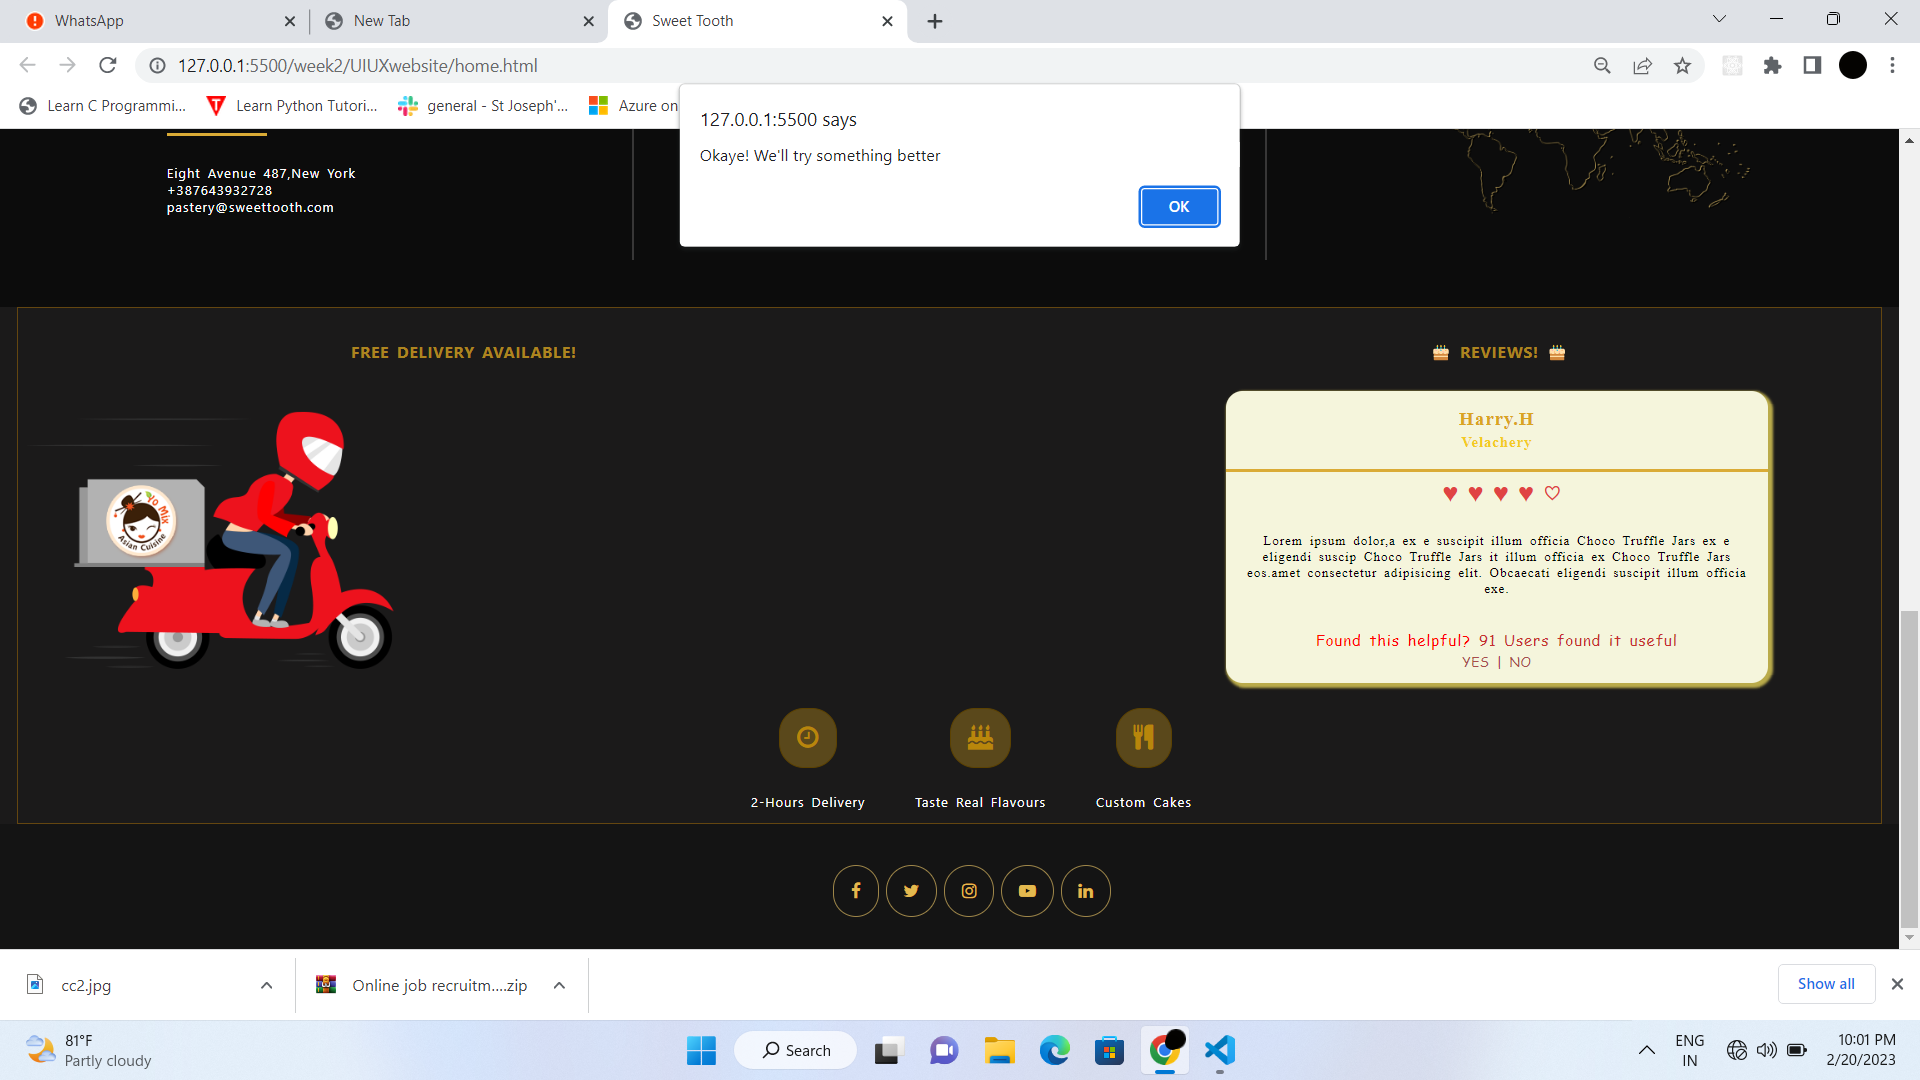 WhatsApp
New Tab
Sweet Tooth
127.0.0.1:5500/week2/UIUXwebsite/home.html
Learn C Programmi...
Learn Python Tutori...
general - St Joseph'...
Azure on
127.0.0.1:5500 says
Okaye! We'll try something better
OK
Eight Avenue 487,New York
+387643932728
pastery@sweettooth.com
FREE DELIVERY AVAILABLE!
REVIEWS!
Yo Mix
Asian Cuisine
Harry.H
Velachery
Lorem ipsum dolor,a ex e suscipit illum officia Choco Truffle Jars ex e
eligendi suscip Choco Truffle Jars it illum officia ex Choco Truffle Jars
eos.amet consectetur adipisicing elit. Obcaecati eligendi suscipit illum officia
exe.
Found this helpful? 91 Users found it useful
YES | NO
2-Hours Delivery
Taste Real Flavours
Custom Cakes
cc2.jpg
Online job recruitm....zip
Show all
81°F
Partly cloudy
Search
ENG
IN
10:01 PM
2/20/2023